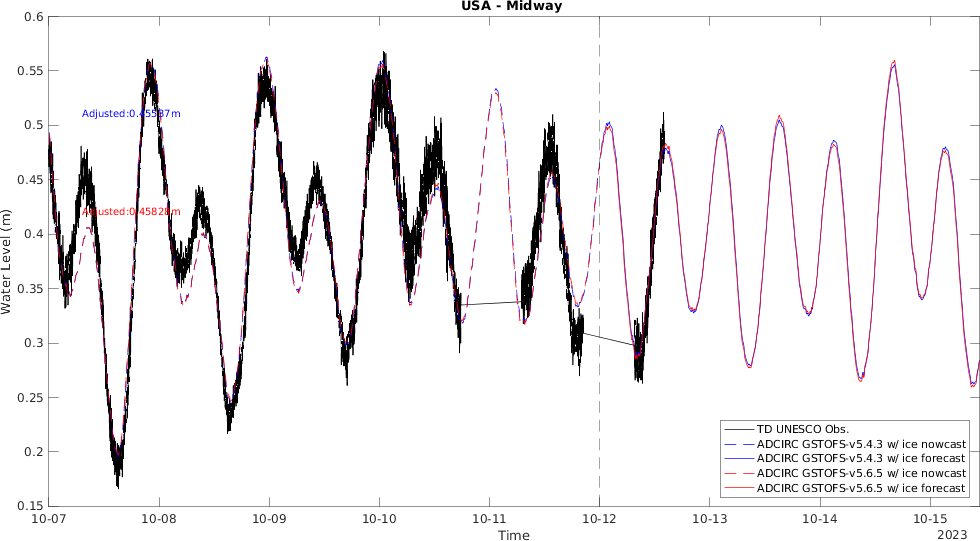 USA - Midway
0.6
0.55
0.5
0.45
0.4
0.35
0.3
0.25
0.2
0.15
Water Level (m)
Adjusted:0.45537m
Adjusted:0.45828m
TD UNESCO Obs.
ADCIRC GSTOFS-v5.4.3 w/ ice nowcast
ADCIRC GSTOFS-v5.4.3 w/ ice forecast
ADCIRC GSTOFS-v5.6.5 w/ ice nowcast
ADCIRC GSTOFS-v5.6.5 w/ ice forecast
10-07 10-08 10-09 10-10 10-11 10-12 10-13 10-14 10-15
Time
2023